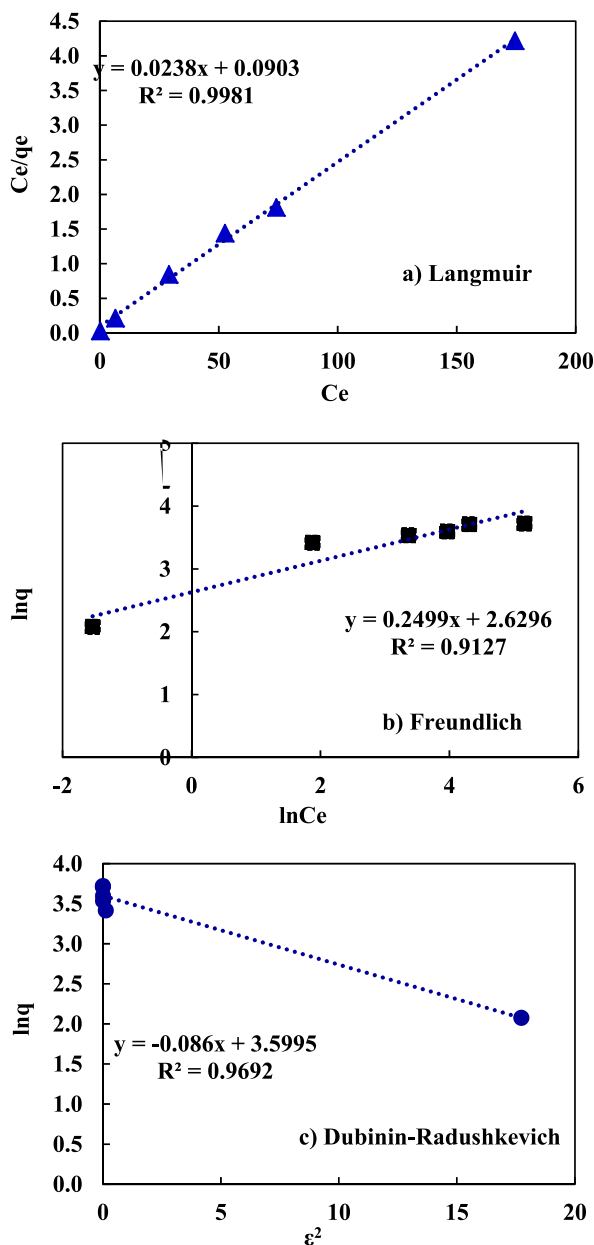 4.5
4.0
3.5
3.0
2.5
2.0
1.5
1.0
0.5
0.0
Ce/qe
y = 0.0238x + 0.0903
R² = 0.9981
a) Langmuir
0 50 100 150 200
Ce
5
4
3
2
1
0
lnq
y = 0.2499x + 2.6296
R² = 0.9127
b) Freundlich
-2 0 2 4 6
lnCe
4.0
3.5
3.0
2.5
2.0
1.5
1.0
0.5
0.0
lnq
y = -0.086x + 3.5995
R² = 0.9692
c) Dubinin-Radushkevich
0 5 10 15 20
ε²